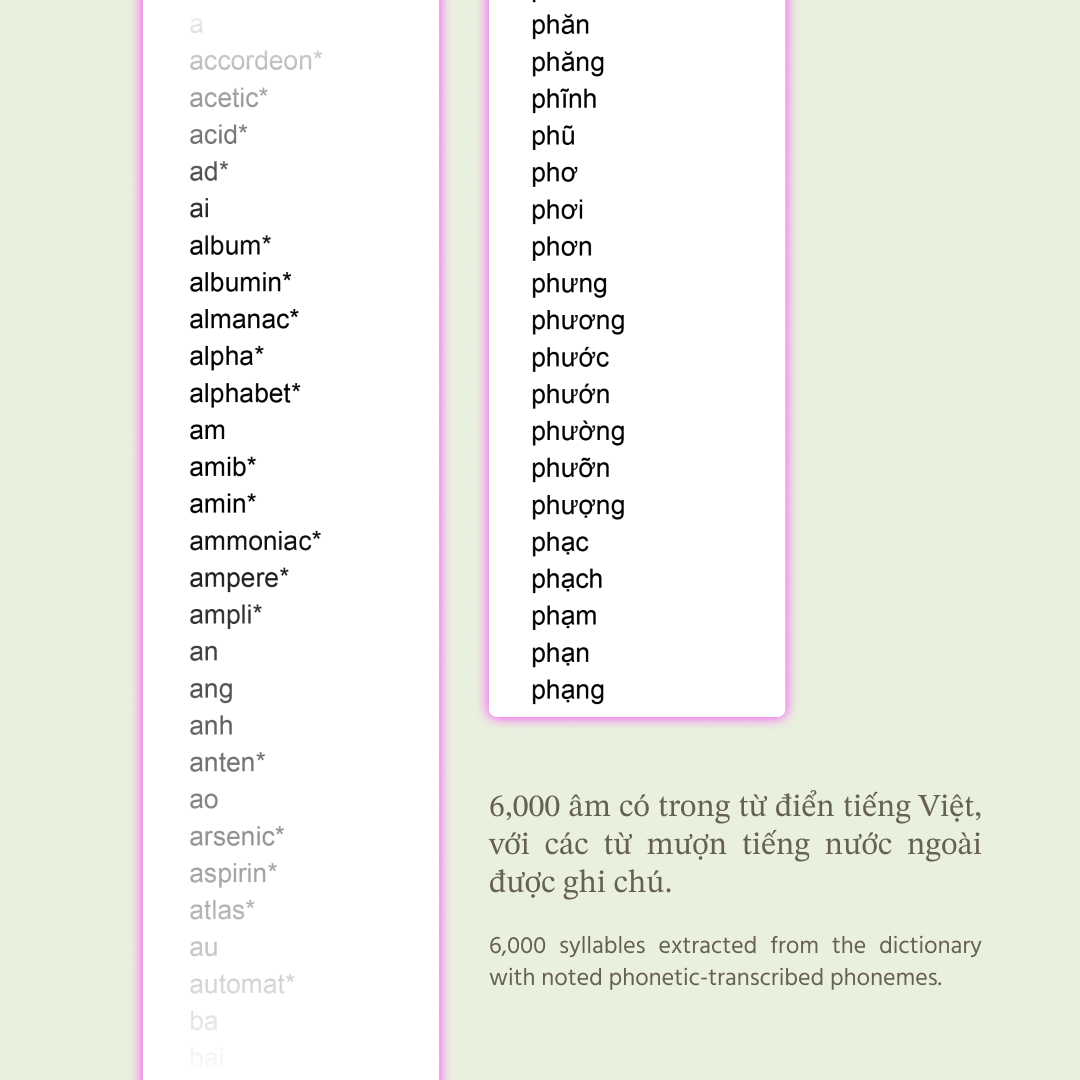 a
accordeon*
acetic*
acid*
ad*
ai
album*
albumin*
almanac*
alpha*
alphabet*
am
amib*
amin*
ammoniac*
ampere*
ampli*
an
ang
anh
anten*
ao
arsenic*
aspirin*
atlas*
au
automat*
ba
bai
phăn
phăng
phĩnh
phũ
phơ
phơi
phơn
phưng
phương
phước
phướn
phường
phưỡn
phượng
phạc
phạch
phạm
phạn
phạng
6,000 âm có trong từ điển tiếng Việt,
với các từ mượn tiếng nước ngoài
được ghi chú.
6,000 syllables extracted from the dictionary
with noted phonetic-transcribed phonemes.